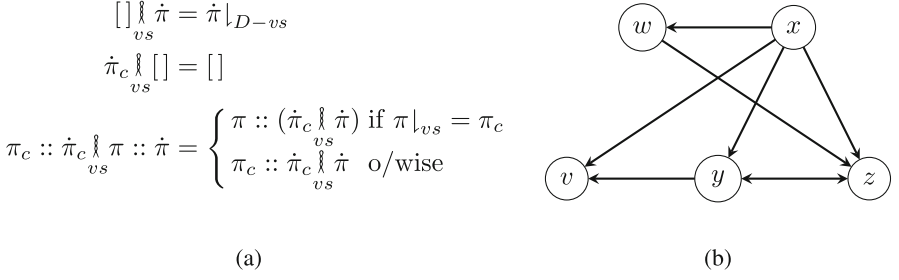 [ ] ≬_{vs} π̇ = π̇⇂_{D−vs}
π̇_c ≬_{vs} [ ] = [ ]
π_c :: π̇_c ≬_{vs} π :: π̇ = { π :: (π̇_c ≬_{vs} π̇) if π⇂_{vs} = π_c
π_c :: π̇_c ≬_{vs} π̇ o/wise
(a)
w x
v y z
(b)